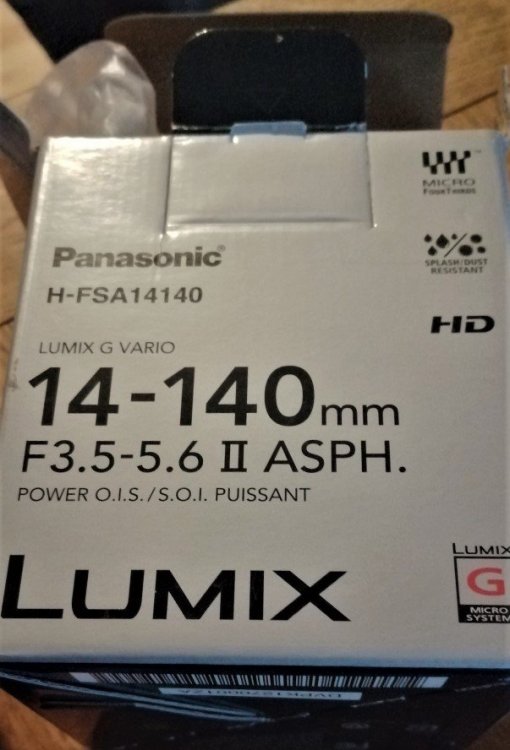 MICRO
FOURTHIRDS
Panasonic®
SPLASH/DUST
RESISTANT
H-FSA14140
HD
LUMIX G VARIO
14-140mm
F3.5-5.6 II ASPH.
POWER O.I.S./S.O.I. PUISSANT
LUMIX
LUMIX
G
MICRO
SYSTEM